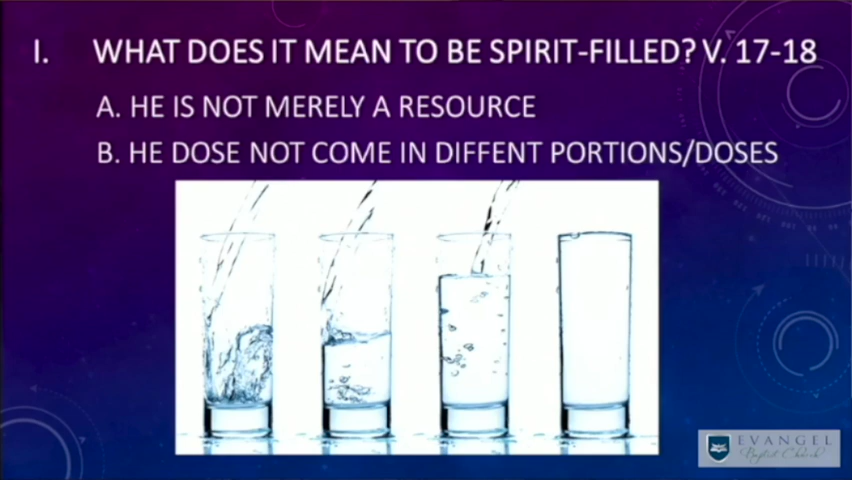 I. WHAT DOES IT MEAN TO BE SPIRIT-FILLED? V. 17-18
A. HE IS NOT MERELY A RESOURCE
B. HE DOSE NOT COME IN DIFFENT PORTIONS/DOSES
EVANGEL
Baptist Church